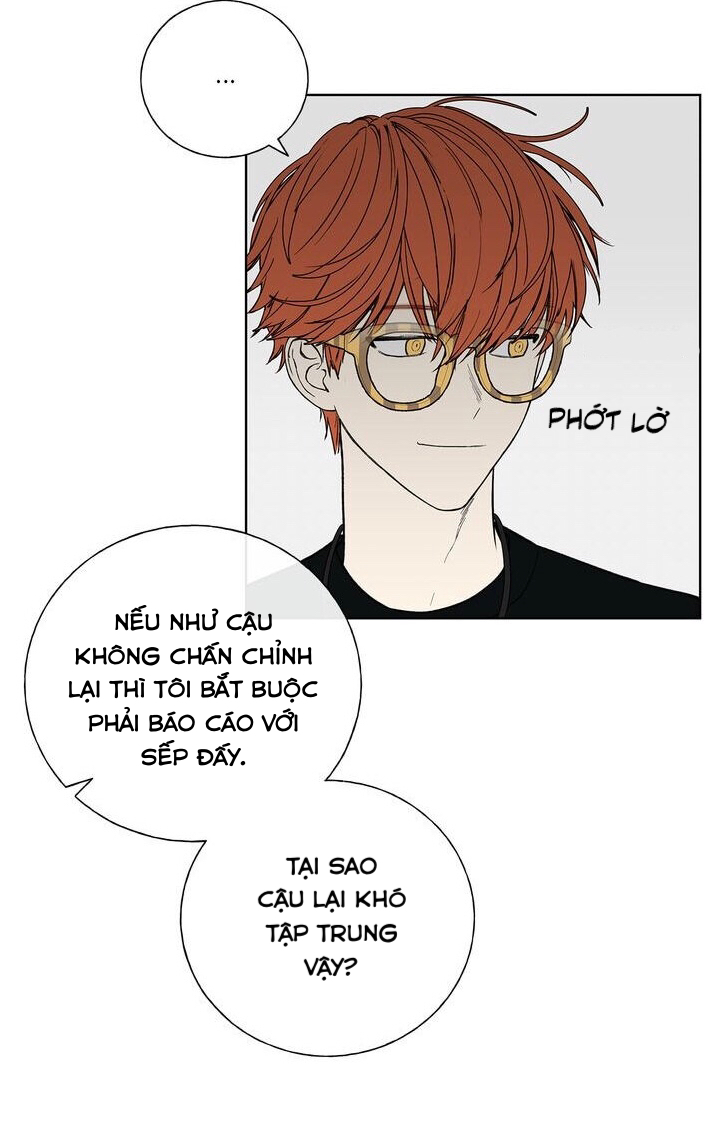 ...
PHỚT LỜ
NẾU NHƯ CẬU
KHÔNG CHẤN CHỈNH
LẠI THÌ TÔI BẮT BUỘC
PHẢI BÁO CÁO VỚI
SẾP ĐẤY.
TẠI SAO
CẬU LẠI KHÓ
TẬP TRUNG
VẬY?